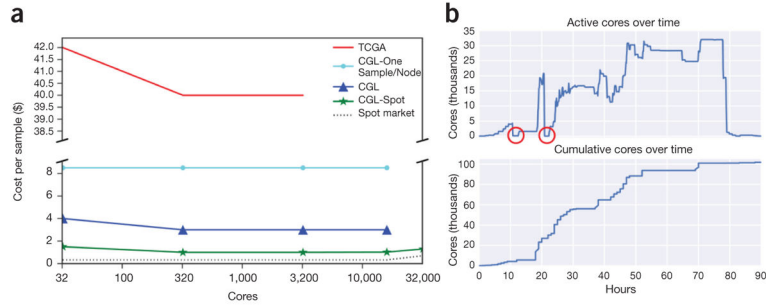 a
Cost per sample ($)
42.0
41.5
41.0
40.5
40.0
39.5
39.0
38.5
8
6
4
2
0
32
100
320
1,000
3,200
10,000
32,000
Cores
TCGA
CGL-One
Sample/Node
CGL
CGL-Spot
Spot market
b
Active cores over time
Cores (thousands)
35
30
25
20
15
10
5
0
Cumulative cores over time
Cores (thousands)
100
80
60
40
20
0
0 10 20 30 40 50 60 70 80 90
Hours